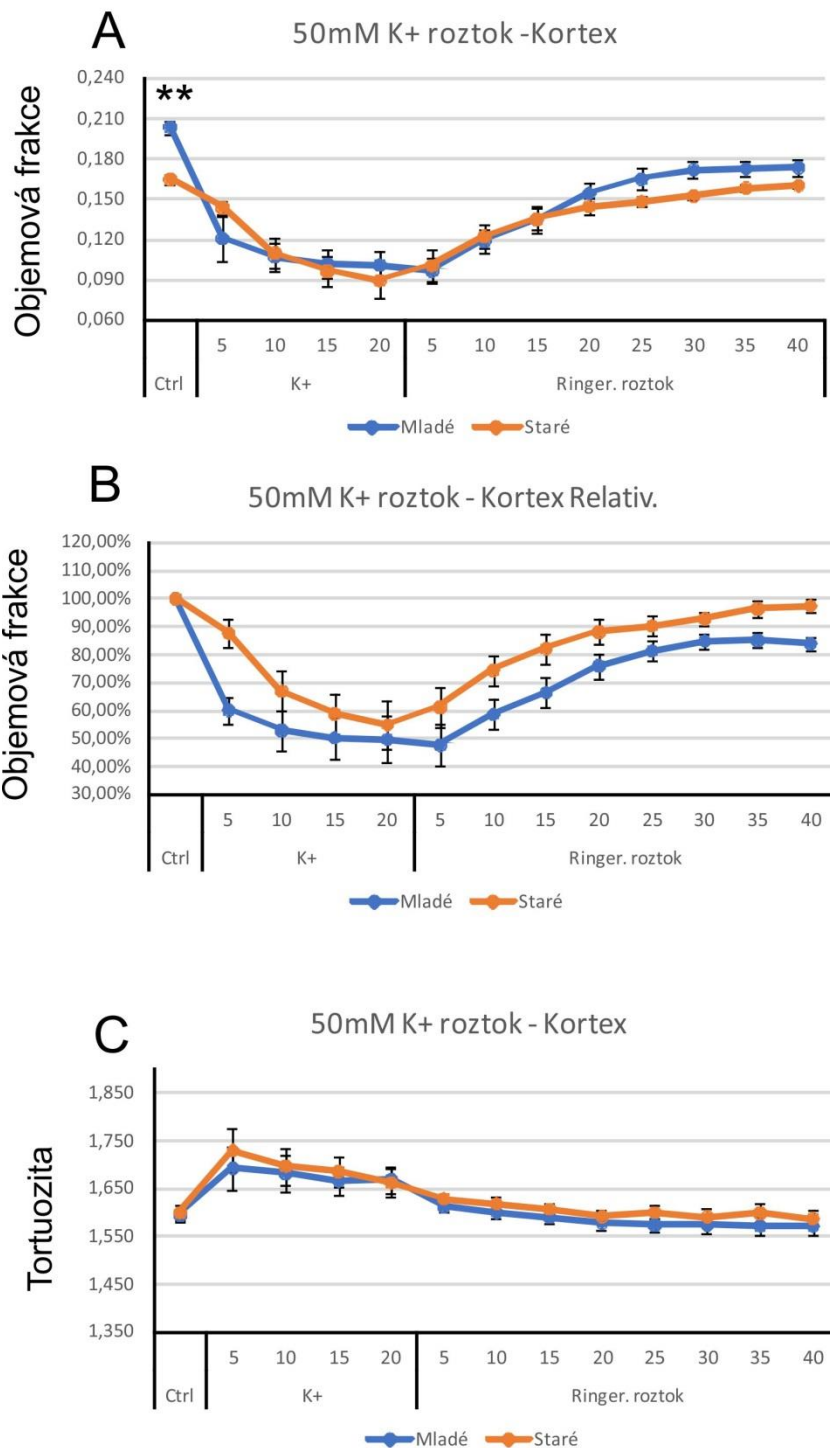 A
50mM K+ roztok -Kortex
Objemová frakce
0,240
0,210
0,180
0,150
0,120
0,090
0,060
**
5 10 15 20 5 10 15 20 25 30 35 40
Ctrl K+ Ringer. roztok
Mladé Staré
B
50mM K+ roztok - Kortex Relativ.
Objemová frakce
120,00%
110,00%
100,00%
90,00%
80,00%
70,00%
60,00%
50,00%
40,00%
30,00%
5 10 15 20 5 10 15 20 25 30 35 40
Ctrl K+ Ringer. roztok
Mladé Staré
C
50mM K+ roztok - Kortex
Tortuozita
1,850
1,750
1,650
1,550
1,450
1,350
5 10 15 20 5 10 15 20 25 30 35 40
Ctrl K+ Ringer. roztok
Mladé Staré